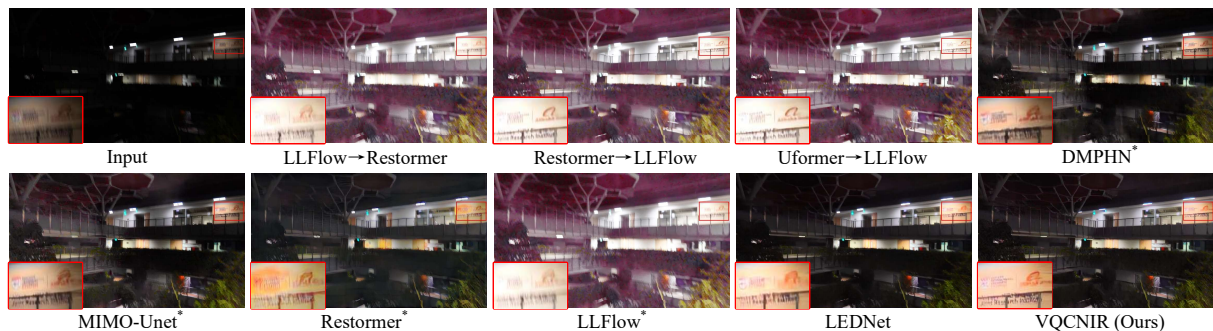 Input
LLFlow→Restormer
Restormer→LLFlow
Uformer→LLFlow
DMPHN*
MIMO-Unet*
Restormer*
LLFlow*
LEDNet
VQCNIR (Ours)